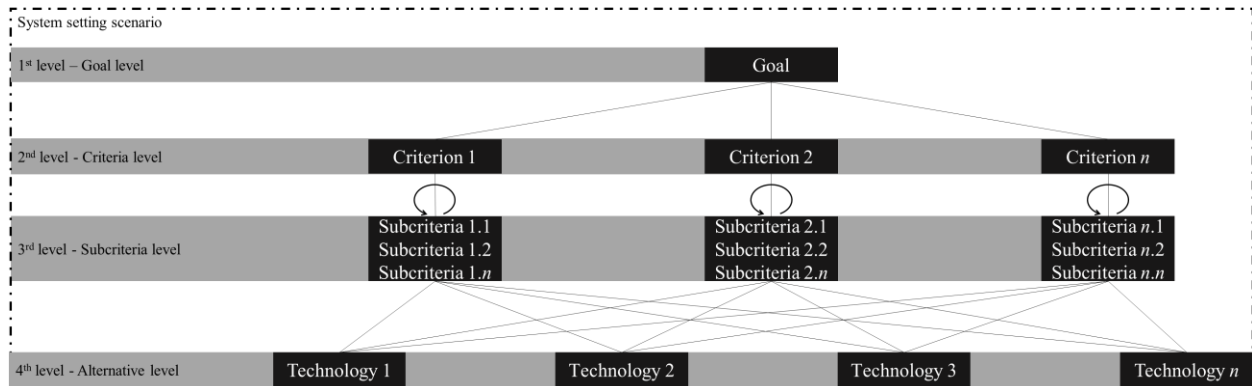 System setting scenario
1st level – Goal level
Goal
2nd level - Criteria level
Criterion 1
Criterion 2
Criterion n
3rd level - Subcriteria level
Subcriteria 1.1
Subcriteria 1.2
Subcriteria 1.n
Subcriteria 2.1
Subcriteria 2.2
Subcriteria 2.n
Subcriteria n.1
Subcriteria n.2
Subcriteria n.n
4th level - Alternative level
Technology 1
Technology 2
Technology 3
Technology n